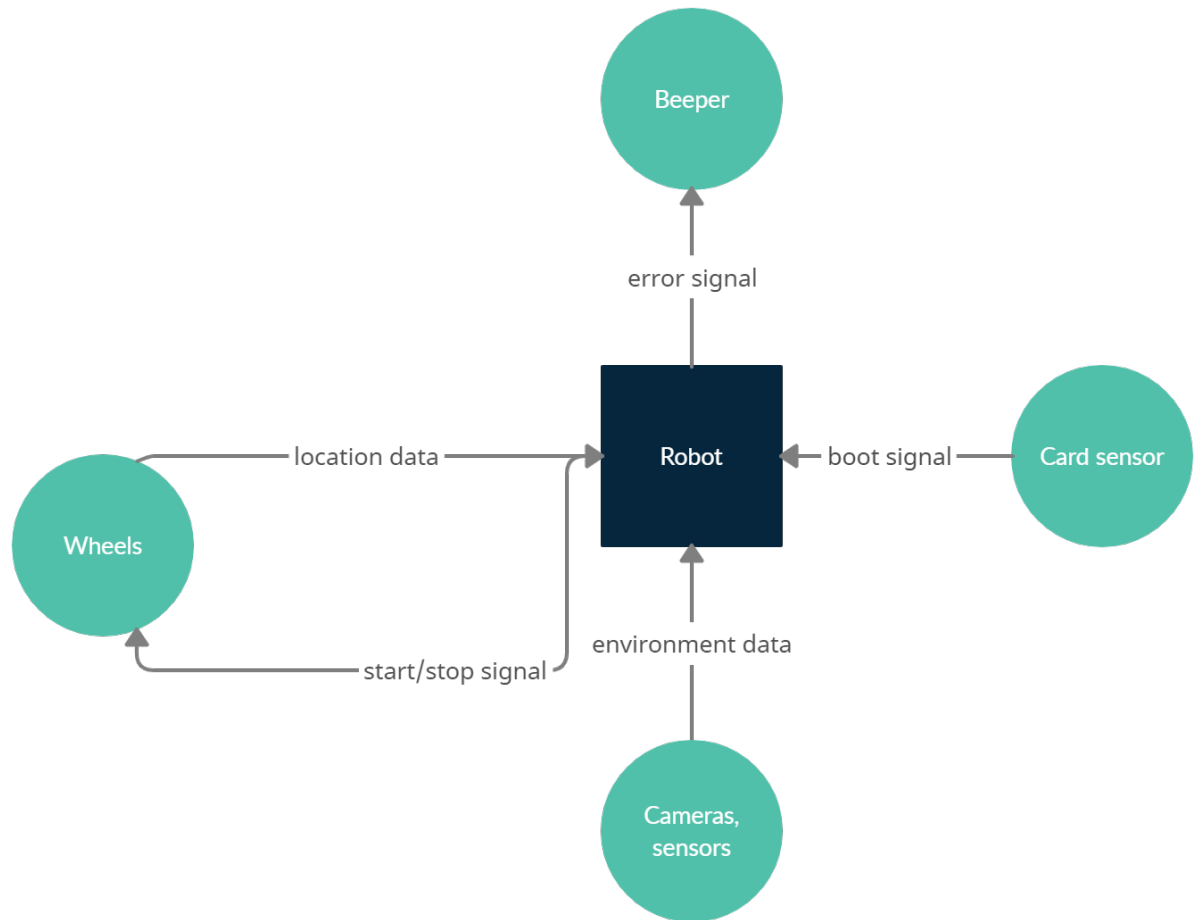 Beeper
error signal
location data
Robot
boot signal
Card sensor
Wheels
start/stop signal
environment data
Cameras,
sensors